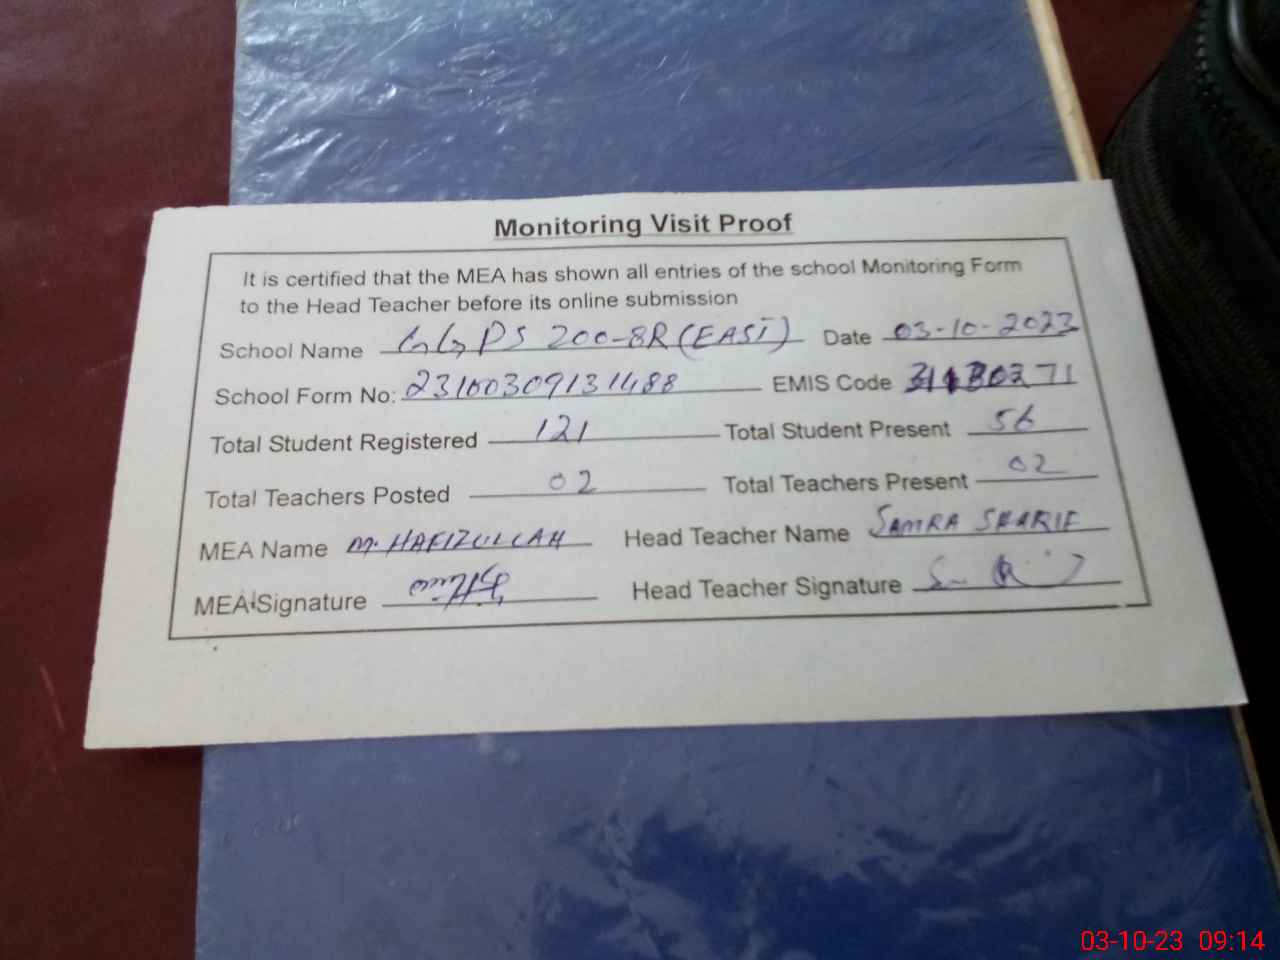 Monitoring Visit Proof
It is certified that the MEA has shown all entries of the school Monitoring Form
to the Head Teacher before its online submission
School Name GGPS 200-8R (EAST) Date 03-10-2023
School Form No: 23100309131488 EMIS Code
Total Student Registered 121 Total Student Present 56
Total Teachers Posted 02 Total Teachers Present 02
MEA Name M. HAFIZULLAH Head Teacher Name SAMRA SHARIF
MEA Signature Head Teacher Signature
03-10-23 09:14